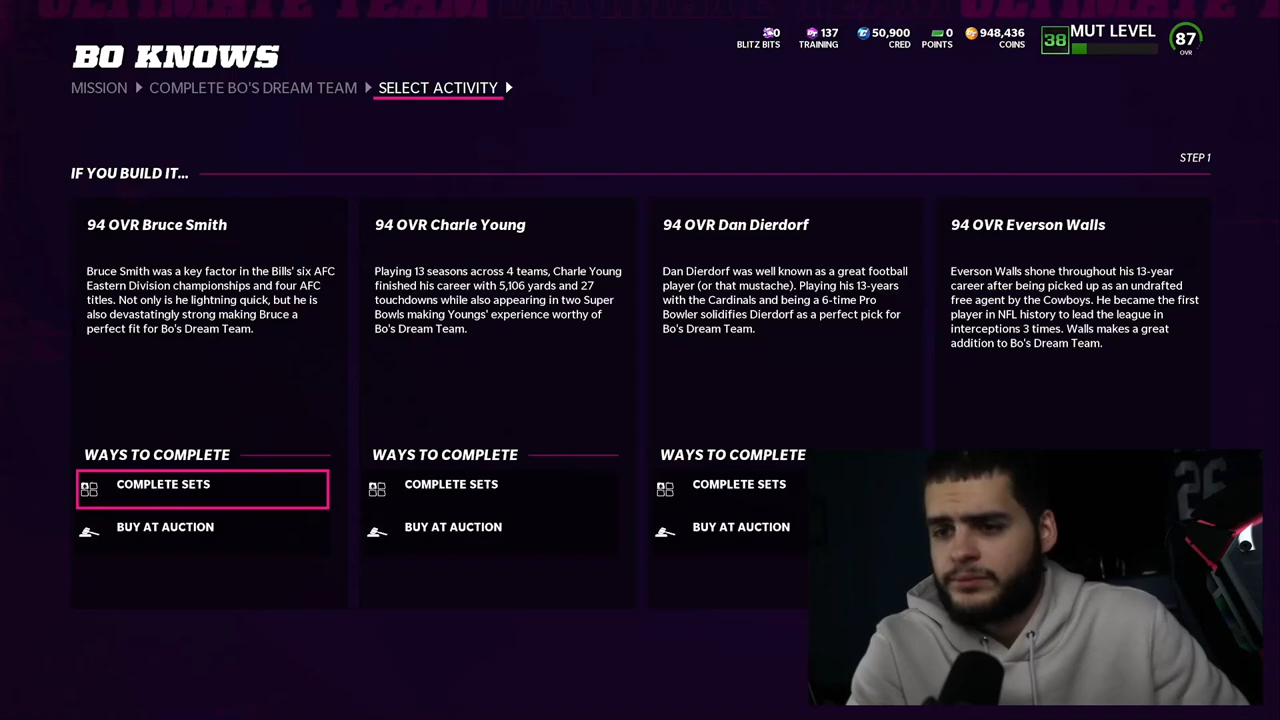 BO KNOWS
0
BLITZ BITS
137
TRAINING
50,900
CRED
0
POINTS
948,436
COINS
38
MUT LEVEL
87
OVR
MISSION
COMPLETE BO'S DREAM TEAM
SELECT ACTIVITY
STEP 1
IF YOU BUILD IT...
94 OVR Bruce Smith
Bruce Smith was a key factor in the Bills' six AFC
Eastern Division championships and four AFC
titles. Not only is he lightning quick, but he is
also devastatingly strong making Bruce a
perfect fit for Bo's Dream Team.
WAYS TO COMPLETE
COMPLETE SETS
BUY AT AUCTION
94 OVR Charle Young
Playing 13 seasons across 4 teams, Charle Young
finished his career with 5,106 yards and 27
touchdowns while also appearing in two Super
Bowls making Youngs' experience worthy of
Bo's Dream Team.
WAYS TO COMPLETE
COMPLETE SETS
BUY AT AUCTION
94 OVR Dan Dierdorf
Dan Dierdorf was well known as a great football
player (or that mustache). Playing his 13-years
with the Cardinals and being a 6-time Pro
Bowler solidifies Dierdorf as a perfect pick for
Bo's Dream Team.
WAYS TO COMPLETE
COMPLETE SETS
BUY AT AUCTION
94 OVR Everson Walls
Everson Walls shone throughout his 13-year
career after being picked up as an undrafted
free agent by the Cowboys. He became the first
player in NFL history to lead the league in
interceptions 3 times. Walls makes a great
addition to Bo's Dream Team.